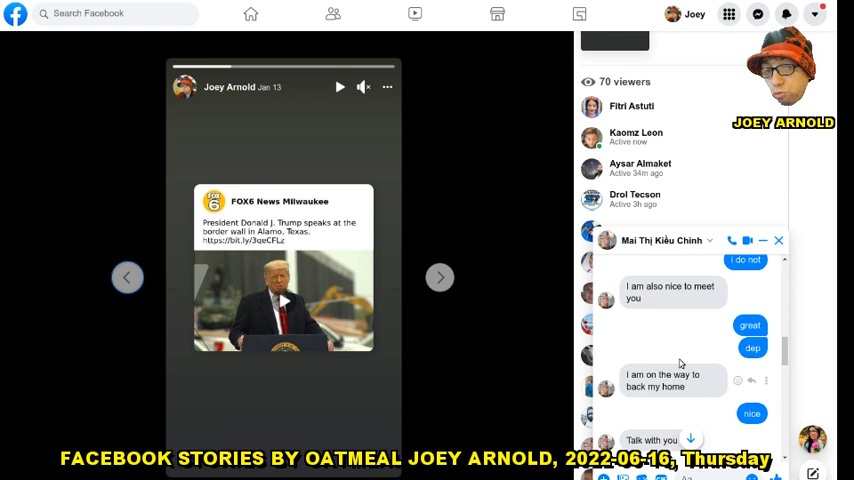 Search Facebook
Joey
Joey Arnold Jan 13
FOX
6
FOX6 News Milwaukee
President Donald J. Trump speaks at the
border wall in Alamo, Texas.
https://bit.ly/3qeCFLz
70 viewers
Fitri Astuti
Kaomz Leon
Active now
Aysar Almaket
Active 34m ago
Drol Tecson
Active 3h ago
JOEY ARNOLD
Mai Thị Kiều Chinh
i do not
I am also nice to meet
you
great
dep
I am on the way to
back my home
nice
Talk with you
Aa
FACEBOOK STORIES BY OATMEAL JOEY ARNOLD, 2022-06-16, Thursday